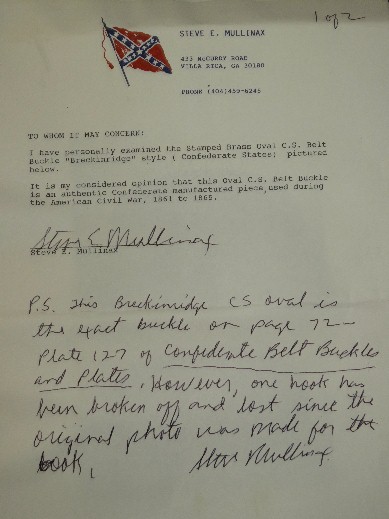 1 of 2
STEVE E. MULLINAX
433 McCURRY ROAD
VILLA RICA, GA 30180
PHONE (404)459-6245
TO WHOM IT MAY CONCERN:
I have personally examined the Stamped Brass Oval C.S. Belt
Buckle "Breckinridge" style ( Confederate States) pictured
below.
It is my considered opinion that this Oval C.S. Belt Buckle
is an authentic Confederate manufactured piece used during
the American Civil War, 1861 to 1865.
Steve E Mullinax
Steve E. Mullinax
P.S. This Breckinridge CS oval is
the exact buckle on page 72—
Plate 127 of Confederate Belt Buckles
and Plates. However, one hook has
been broken off and lost since the
original photo was made for the
book.
Steve Mullinax